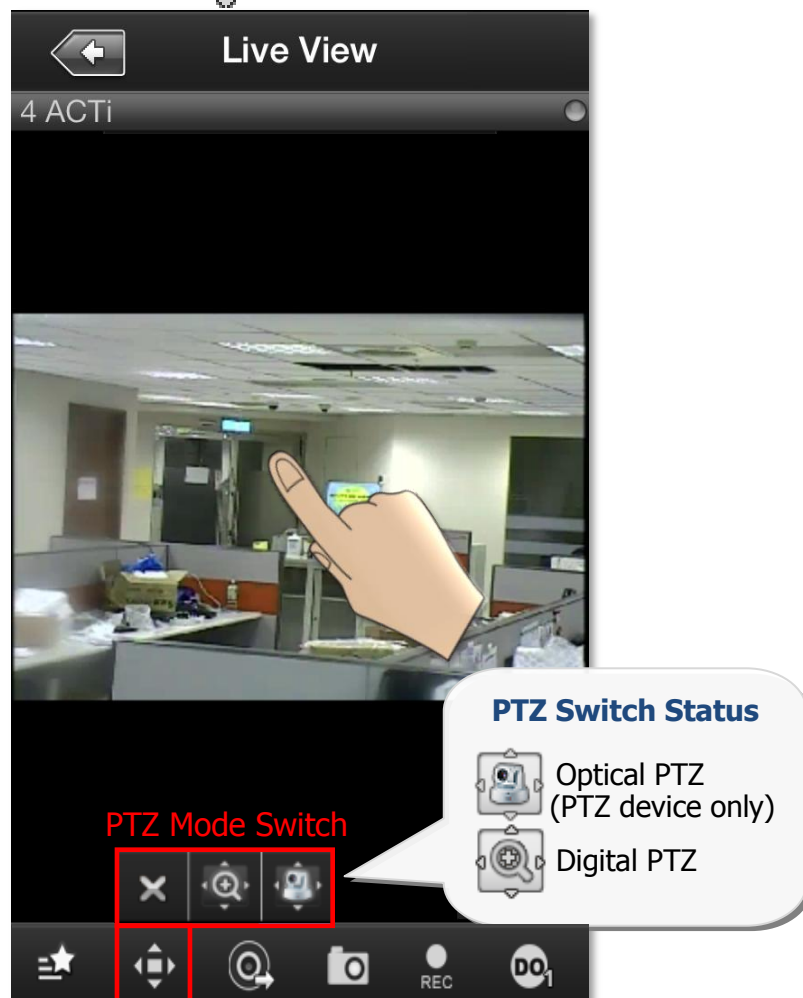 Live View
4 ACTi
PTZ Switch Status
Optical PTZ
(PTZ device only)
Digital PTZ
PTZ Mode Switch
REC
DO1